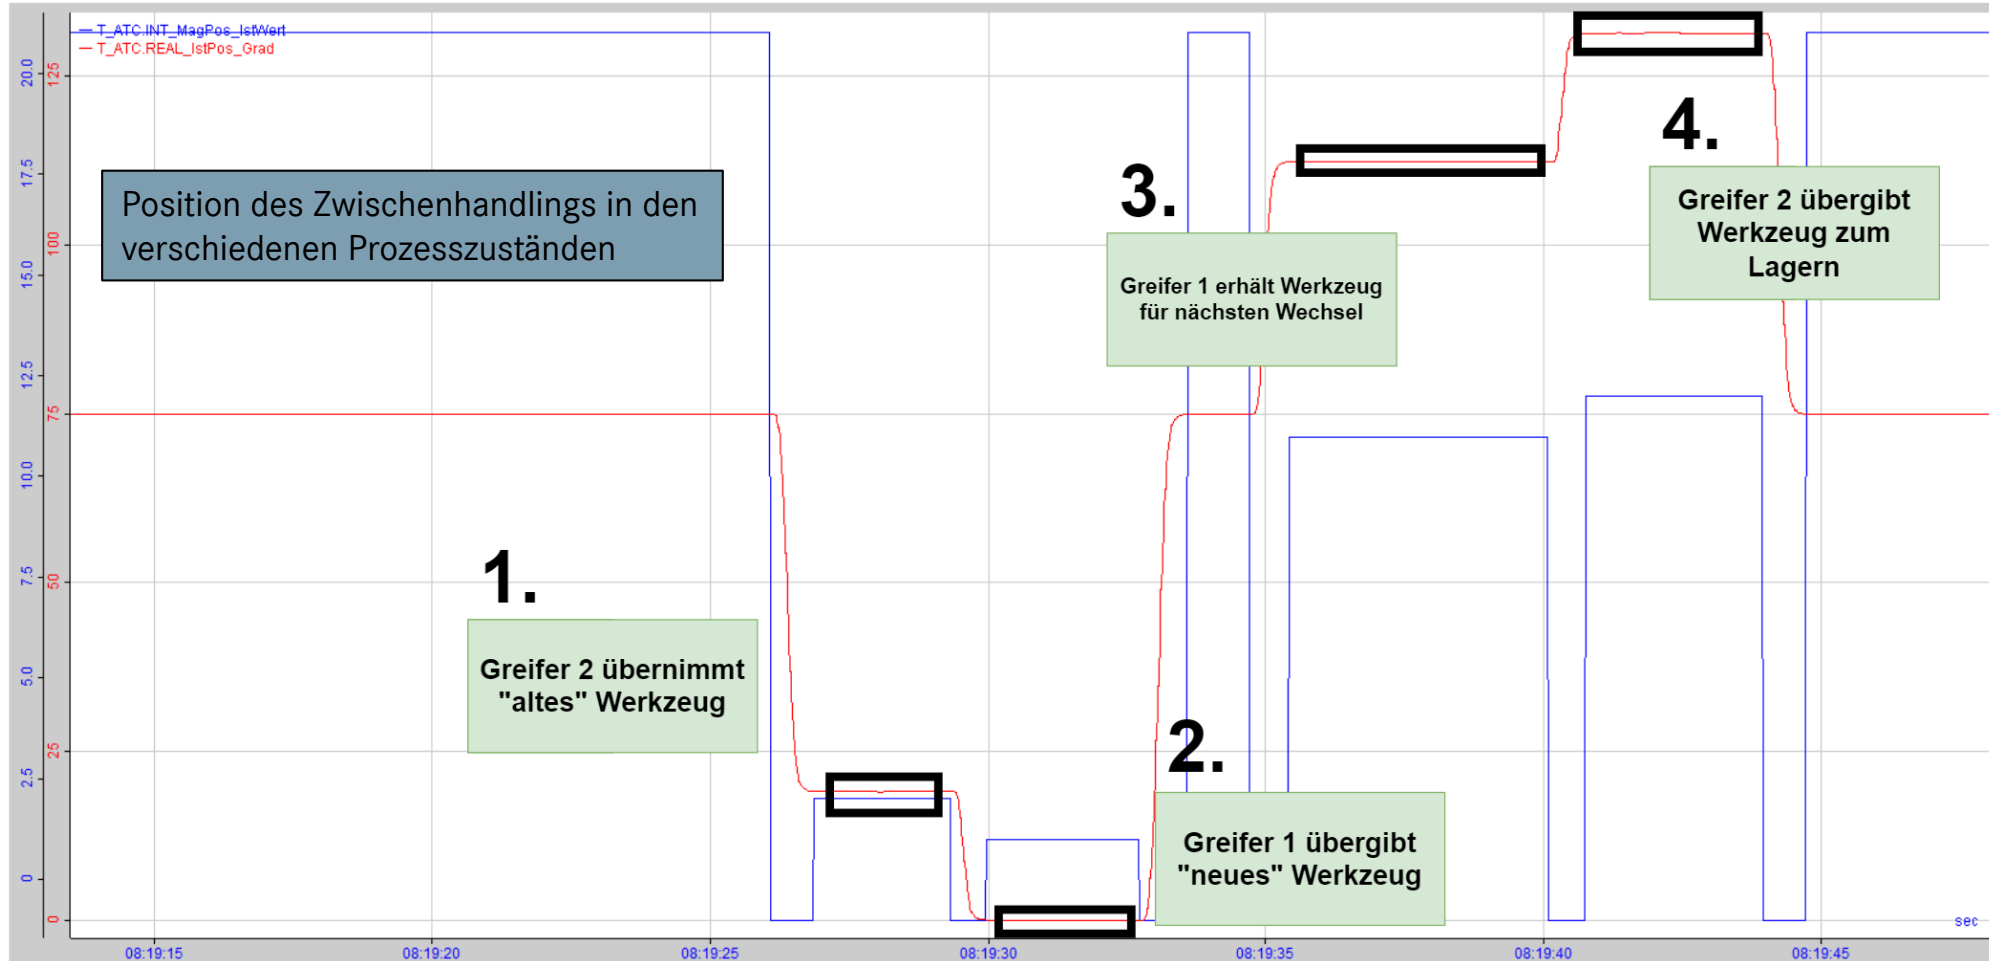 T_ATC.INT_MagPos_IstWert
T_ATC.REAL_IstPos_Grad
Position des Zwischenhandlings in den
verschiedenen Prozesszuständen
1.
Greifer 2 übernimmt
"altes" Werkzeug
2.
Greifer 1 übergibt
"neues" Werkzeug
3.
Greifer 1 erhält Werkzeug
für nächsten Wechsel
4.
Greifer 2 übergibt
Werkzeug zum
Lagern
20.0
17.5
15.0
12.5
10.0
7.5
5.0
2.5
0
125
100
75
50
25
0
sec
08:19:15
08:19:20
08:19:25
08:19:30
08:19:35
08:19:40
08:19:45